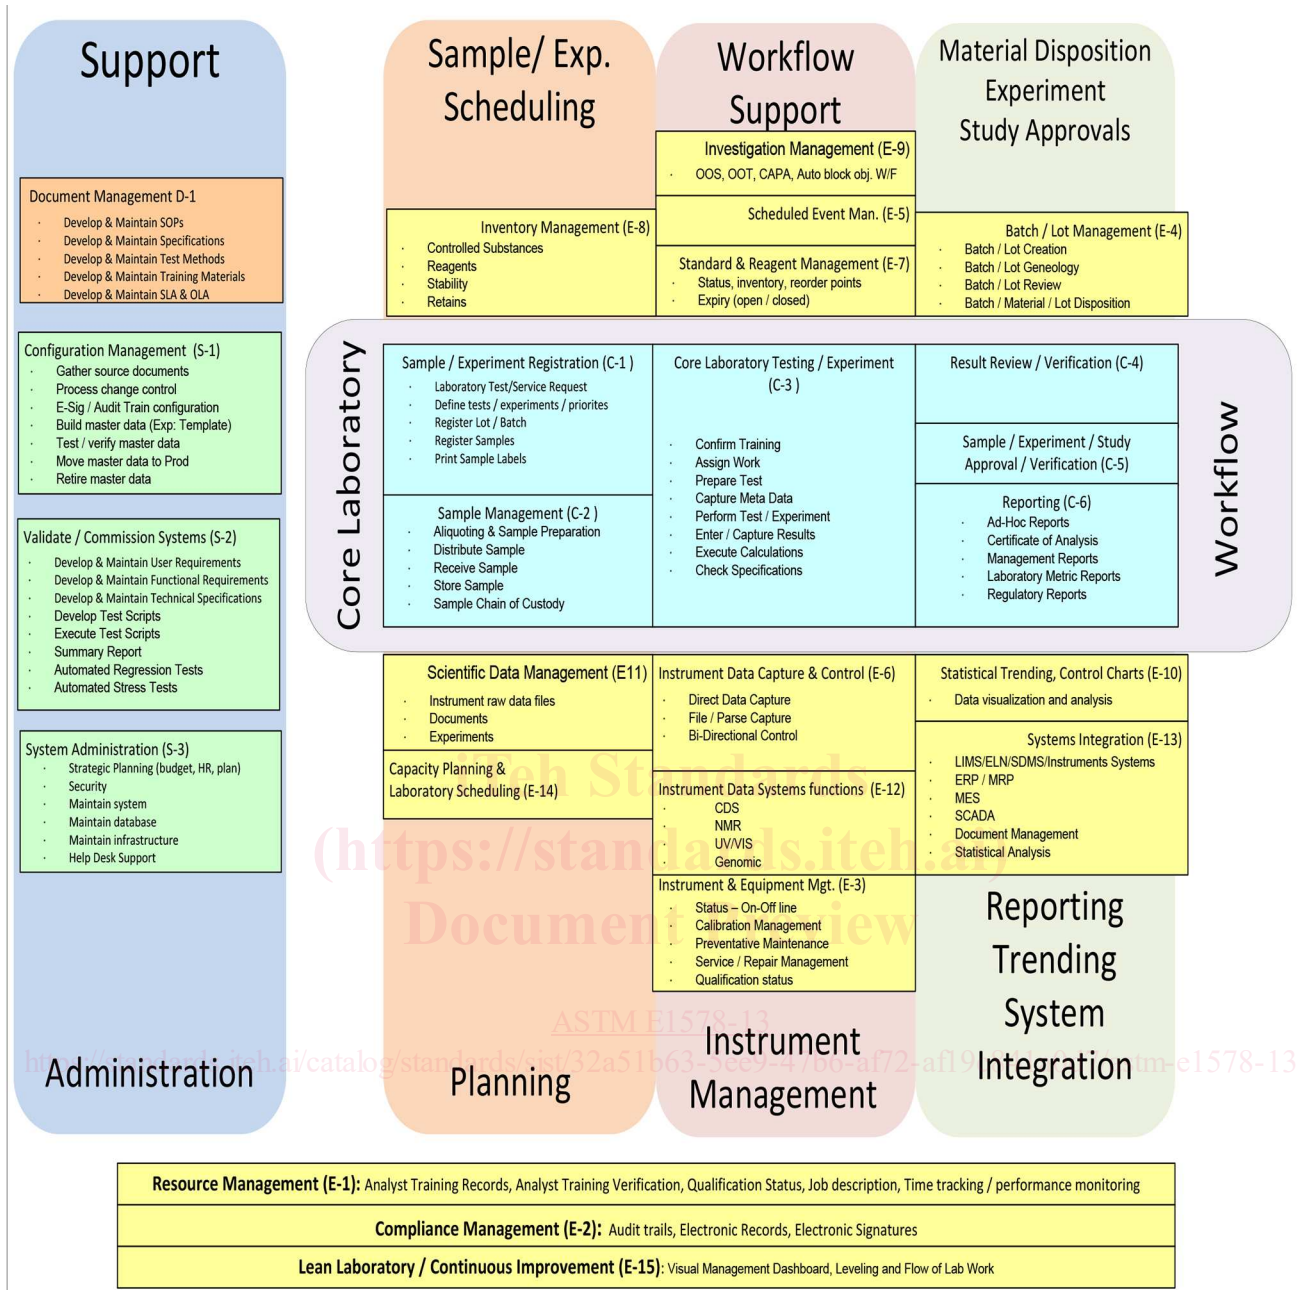 Support
Document Management D-1
· Develop & Maintain SOPs
· Develop & Maintain Specifications
· Develop & Maintain Test Methods
· Develop & Maintain Training Materials
· Develop & Maintain SLA & OLA
Configuration Management (S-1)
· Gather source documents
· Process change control
· E-Sig / Audit Train configuration
· Build master data (Exp: Template)
· Test / verify master data
· Move master data to Prod
· Retire master data
Validate / Commission Systems (S-2)
· Develop & Maintain User Requirements
· Develop & Maintain Functional Requirements
· Develop & Maintain Technical Specifications
· Develop Test Scripts
· Execute Test Scripts
· Summary Report
· Automated Regression Tests
· Automated Stress Tests
System Administration (S-3)
· Strategic Planning (budget, HR, plan)
· Security
· Maintain system
· Maintain database
· Maintain infrastructure
· Help Desk Support
Administration
Sample/ Exp.
Scheduling
Inventory Management (E-8)
· Controlled Substances
· Reagents
· Stability
· Retains
Workflow
Support
Investigation Management (E-9)
· OOS, OOT, CAPA, Auto block obj. W/F
Scheduled Event Man. (E-5)
Standard & Reagent Management (E-7)
· Status, inventory, reorder points
· Expiry (open / closed)
Material Disposition
Experiment
Study Approvals
Batch / Lot Management (E-4)
· Batch / Lot Creation
· Batch / Lot Geneology
· Batch / Lot Review
· Batch / Material / Lot Disposition
Core Laboratory
Sample / Experiment Registration (C-1 )
· Laboratory Test/Service Request
· Define tests / experiments / priorites
· Register Lot / Batch
· Register Samples
· Print Sample Labels
Sample Management (C-2 )
· Aliquoting & Sample Preparation
· Distribute Sample
· Receive Sample
· Store Sample
· Sample Chain of Custody
Core Laboratory Testing / Experiment
(C-3 )
· Confirm Training
· Assign Work
· Prepare Test
· Capture Meta Data
· Perform Test / Experiment
· Enter / Capture Results
· Execute Calculations
· Check Specifications
Result Review / Verification (C-4)
Sample / Experiment / Study
Approval / Verification (C-5)
Reporting (C-6)
· Ad-Hoc Reports
· Certificate of Analysis
· Management Reports
· Laboratory Metric Reports
· Regulatory Reports
Workflow
Scientific Data Management (E11)
· Instrument raw data files
· Documents
· Experiments
Capacity Planning &
Laboratory Scheduling (E-14)
Planning
Instrument Data Capture & Control (E-6)
· Direct Data Capture
· File / Parse Capture
· Bi-Directional Control
Instrument Data Systems functions (E-12)
· CDS
· NMR
· UV/VIS
· Genomic
Instrument & Equipment Mgt. (E-3)
· Status – On-Off line
· Calibration Management
· Preventative Maintenance
· Service / Repair Management
· Qualification status
Instrument
Management
Statistical Trending, Control Charts (E-10)
· Data visualization and analysis
Systems Integration (E-13)
· LIMS/ELN/SDMS/Instruments Systems
· ERP / MRP
· MES
· SCADA
· Document Management
· Statistical Analysis
Reporting
Trending
System
Integration
iTeh Standards
(https://standards.iteh.ai)
Document Preview
ASTM E1578-13
Resource Management (E-1): Analyst Training Records, Analyst Training Verification, Qualification Status, Job description, Time tracking / performance monitoring
Compliance Management (E-2): Audit trails, Electronic Records, Electronic Signatures
Lean Laboratory / Continuous Improvement (E-15): Visual Management Dashboard, Leveling and Flow of Lab Work